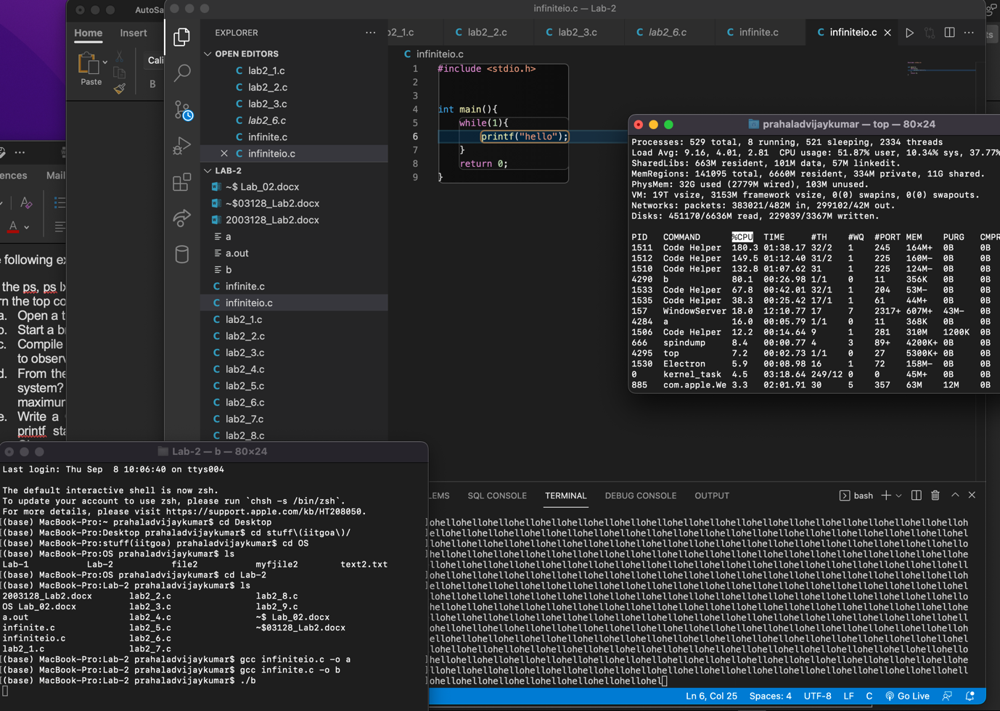 AutoSa
Home Insert
Cali
Paste
B
ences Mail
A
e following ex
the ps, ps lx
rn the top co
a. Open a t
Start a br
c. Compile
to observ
d. From the
system?
maximum
e. Write a
printf sta
infiniteio.c — Lab-2
EXPLORER
OPEN EDITORS
C lab2_1.c
C lab2_2.c
C lab2_3.c
C lab2_6.c
C infinite.c
C infiniteio.c
LAB-2
~$ Lab_02.docx
~$03128_Lab2.docx
2003128_Lab2.docx
a
a.out
b
C infinite.c
C infiniteio.c
C lab2_1.c
C lab2_2.c
C lab2_3.c
C lab2_4.c
C lab2_5.c
C lab2_6.c
C lab2_7.c
C lab2_8.c
b2_1.c C lab2_2.c C lab2_3.c C lab2_6.c C infinite.c C infiniteio.c
ts
C infiniteio.c
1 #include <stdio.h>
2
3
4 int main(){
5 while(1){
6 printf("hello");
7 }
8 return 0;
9 }
prahaladvijaykumar — top — 80×24
Processes: 529 total, 8 running, 521 sleeping, 2334 threads
Load Avg: 9.16, 4.01, 2.81 CPU usage: 51.87% user, 10.34% sys, 37.77%
SharedLibs: 663M resident, 101M data, 57M linkedit.
MemRegions: 141095 total, 6660M resident, 334M private, 11G shared.
PhysMem: 32G used (2779M wired), 103M unused.
VM: 19T vsize, 3153M framework vsize, 0(0) swapins, 0(0) swapouts.
Networks: packets: 383021/482M in, 299102/42M out.
Disks: 451170/6636M read, 229039/3367M written.
PID COMMAND %CPU TIME #TH #WQ #PORT MEM PURG CMPR
1511 Code Helper 180.3 01:38.17 32/2 1 245 164M+ 0B 0B
1512 Code Helper 149.5 01:12.40 31/2 1 225 160M- 0B 0B
1510 Code Helper 132.8 01:07.62 31 1 225 124M- 0B 0B
4290 b 80.1 00:26.98 1/1 0 11 356K 0B 0B
1533 Code Helper 67.8 00:42.01 32/1 1 204 53M- 0B 0B
1535 Code Helper 38.3 00:25.42 17/1 1 61 44M+ 0B 0B
157 WindowServer 18.0 12:10.77 17 7 2317+ 607M+ 43M- 0B
4284 a 16.0 00:05.79 1/1 0 11 368K 0B 0B
1506 Code Helper 12.2 00:14.64 9 1 281 310M 1200K 0B
666 spindump 8.4 00:00.77 4 3 89+ 4200K+ 0B 0B
4295 top 7.2 00:02.73 1/1 0 27 5300K+ 0B 0B
1530 Electron 5.9 00:08.98 16 1 72 158M- 0B 0B
0 kernel_task 4.5 03:18.64 249/12 0 0 45M+ 0B 0B
885 com.apple.We 3.3 02:01.91 30 5 357 63M 12M 0B
Lab-2 — b — 80×24
Last login: Thu Sep  8 10:06:40 on ttys004
The default interactive shell is now zsh.
To update your account to use zsh, please run `chsh -s /bin/zsh`.
For more details, please visit https://support.apple.com/kb/HT208050.
[(base) MacBook-Pro:~ prahaladvijaykumar$ cd Desktop
[(base) MacBook-Pro:Desktop prahaladvijaykumar$ cd stuff\(iitgoa\)/
[(base) MacBook-Pro:stuff(iitgoa) prahaladvijaykumar$ cd OS
[(base) MacBook-Pro:OS prahaladvijaykumar$ ls
Lab-1 Lab-2 file2 myfjile2 text2.txt
[(base) MacBook-Pro:OS prahaladvijaykumar$ cd Lab-2
[(base) MacBook-Pro:Lab-2 prahaladvijaykumar$ ls
2003128_Lab2.docx lab2_2.c lab2_8.c
OS Lab_02.docx lab2_3.c lab2_9.c
a.out lab2_4.c ~$ Lab_02.docx
infinite.c lab2_5.c ~$03128_Lab2.docx
infiniteio.c lab2_6.c
lab2_1.c lab2_7.c
[(base) MacBook-Pro:Lab-2 prahaladvijaykumar$ gcc infiniteio.c -o a
[(base) MacBook-Pro:Lab-2 prahaladvijaykumar$ gcc infinite.c -o b
[(base) MacBook-Pro:Lab-2 prahaladvijaykumar$ ./b
LEMS SQL CONSOLE TERMINAL DEBUG CONSOLE OUTPUT bash
Ln 6, Col 25 Spaces: 4 UTF-8 LF C Go Live